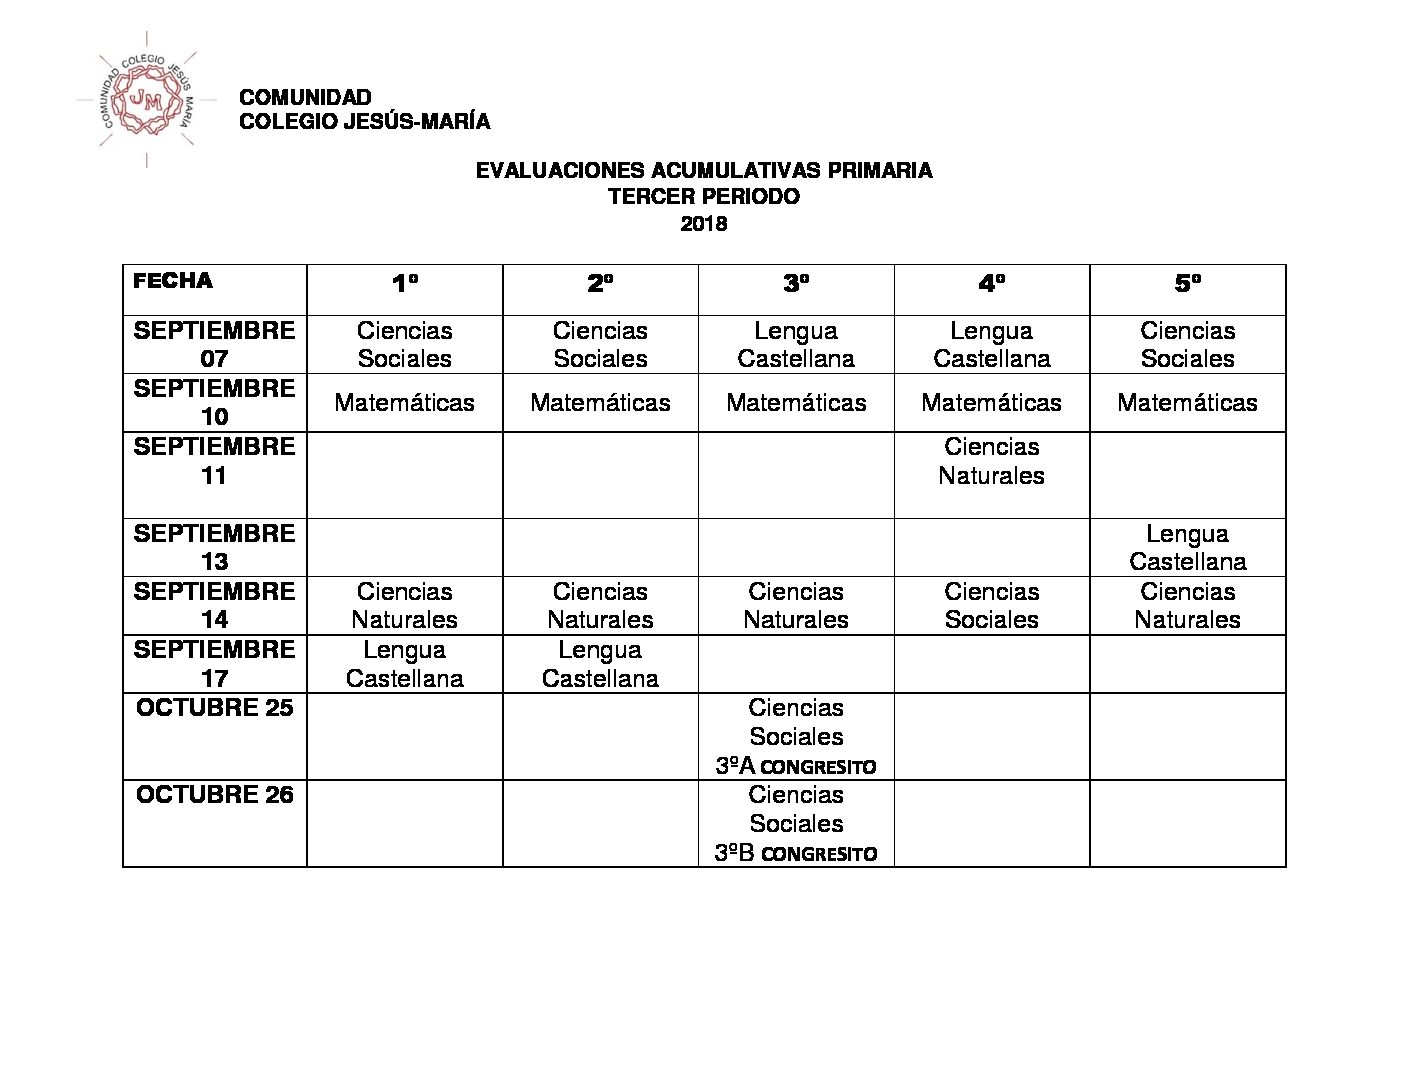 COMUNIDAD COLEGIO JESÚS MARÍA
JM
COMUNIDAD
COLEGIO JESÚS-MARÍA
EVALUACIONES ACUMULATIVAS PRIMARIA
TERCER PERIODO
2018
FECHA 1º 2º 3º 4º 5º
SEPTIEMBRE Ciencias Ciencias Lengua Lengua Ciencias
07 Sociales Sociales Castellana Castellana Sociales
SEPTIEMBRE
10 Matemáticas Matemáticas Matemáticas Matemáticas Matemáticas
SEPTIEMBRE Ciencias
11 Naturales
SEPTIEMBRE Lengua
13 Castellana
SEPTIEMBRE Ciencias Ciencias Ciencias Ciencias Ciencias
14 Naturales Naturales Naturales Sociales Naturales
SEPTIEMBRE Lengua Lengua
17 Castellana Castellana
OCTUBRE 25 Ciencias
Sociales
3ºA CONGRESITO
OCTUBRE 26 Ciencias
Sociales
3ºB CONGRESITO